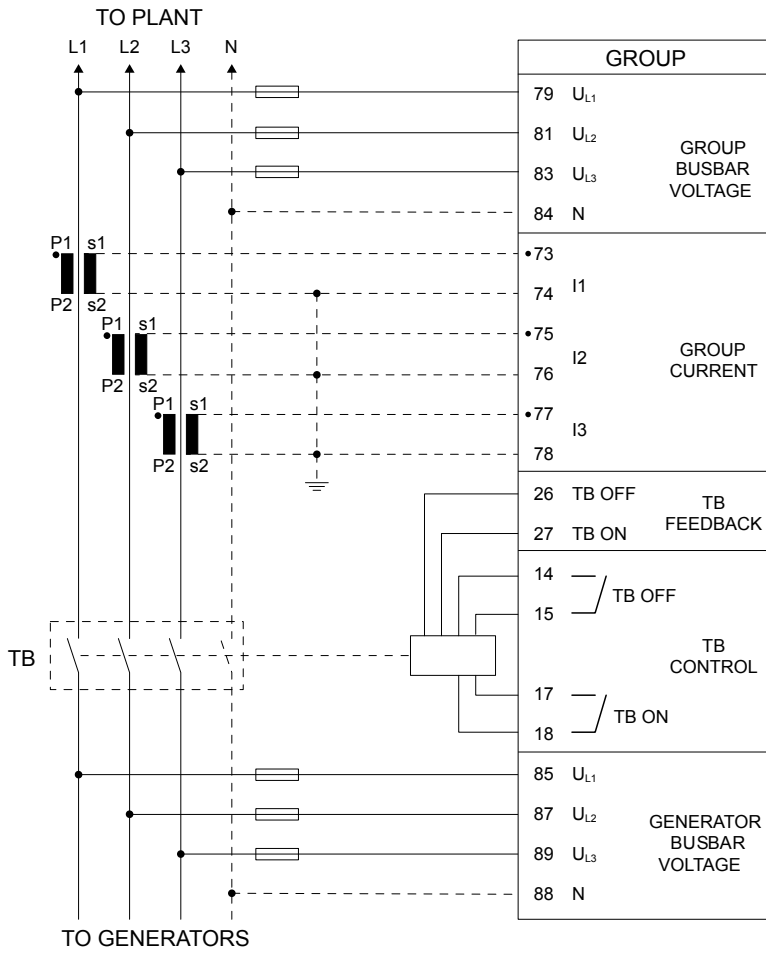 TO PLANT
L1 L2 L3 N
GROUP
79 UL1
81 UL2
83 UL3
84 N
GROUP
BUSBAR
VOLTAGE
P1 s1
P2 s2
P1 s1
P2 s2
P1 s1
P2 s2
73
74
I1
75
76
I2
77
78
I3
GROUP
CURRENT
26 TB OFF
27 TB ON
TB
FEEDBACK
14
15
TB OFF
17
18
TB ON
TB
CONTROL
TB
85 UL1
87 UL2
89 UL3
88 N
GENERATOR
BUSBAR
VOLTAGE
TO GENERATORS